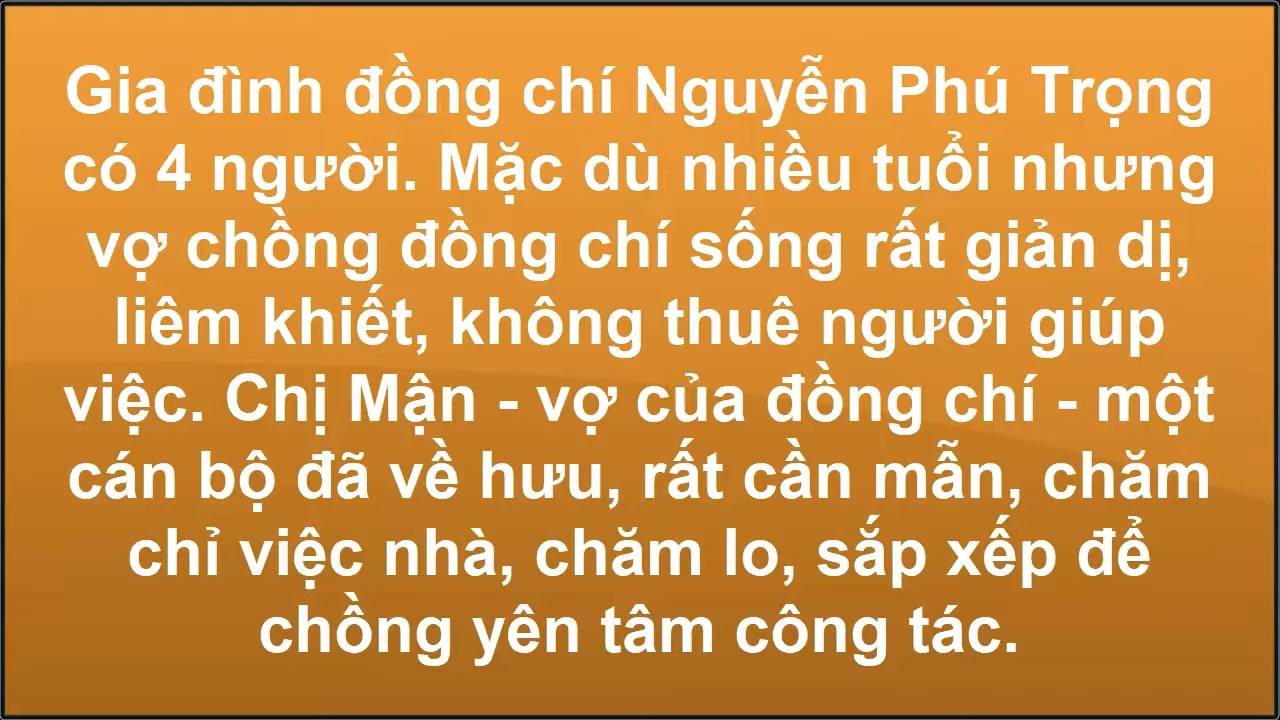 Gia đình đồng chí Nguyễn Phú Trọng
có 4 người. Mặc dù nhiều tuổi nhưng
vợ chồng đồng chí sống rất giản dị,
liêm khiết, không thuê người giúp
việc. Chị Mận - vợ của đồng chí - một
cán bộ đã về hưu, rất cần mẫn, chăm
chỉ việc nhà, chăm lo, sắp xếp để
chồng yên tâm công tác.